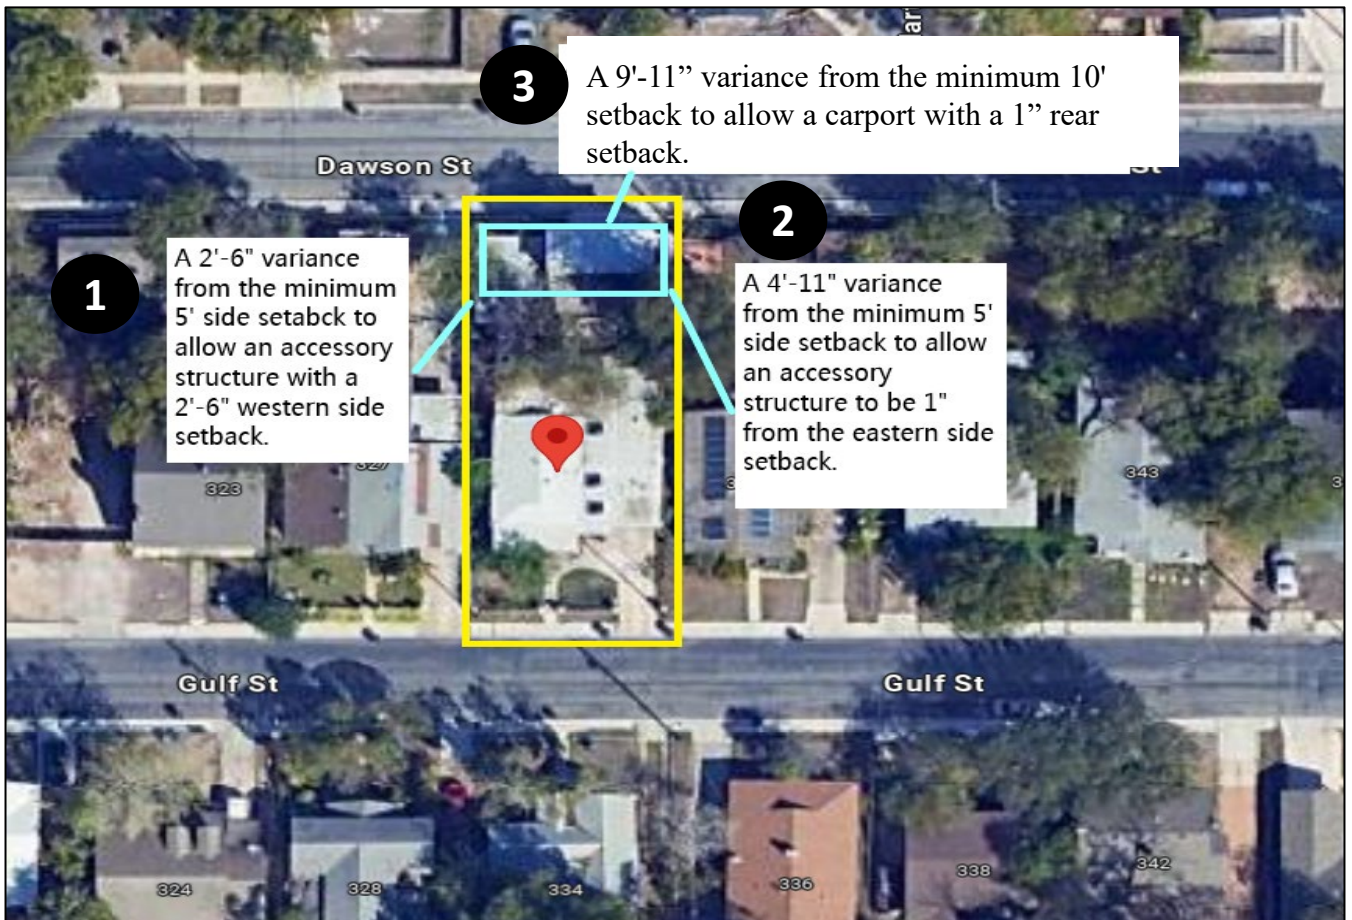 3
A 9'-11” variance from the minimum 10'
setback to allow a carport with a 1” rear
setback.
Dawson St
St
2
1
A 2'-6" variance
from the minimum
5' side setabck to
allow an accessory
structure with a
2'-6" western side
setback.
A 4'-11" variance
from the minimum 5'
side setback to allow
an accessory
structure to be 1"
from the eastern side
setback.
323
327
343
Gulf St
Gulf St
324
328
334
336
338
342